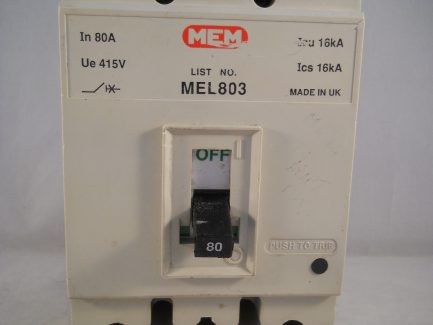 In 80A
MEM
Icu 16kA
Ue 415V
LIST NO.
Ics 16kA
MEL803
MADE IN UK
OFF
80
PUSH TO TRIP